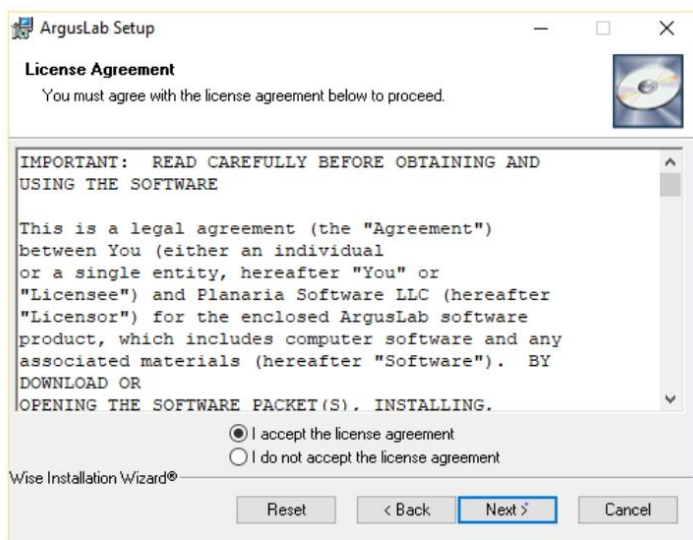 ArgusLab Setup
License Agreement
You must agree with the license agreement below to proceed.
IMPORTANT:  READ CAREFULLY BEFORE OBTAINING AND
USING THE SOFTWARE
This is a legal agreement (the "Agreement")
between You (either an individual
or a single entity, hereafter "You" or
"Licensee") and Planaria Software LLC (hereafter
"Licensor") for the enclosed ArgusLab software
product, which includes computer software and any
associated materials (hereafter "Software").  BY
DOWNLOAD OR
OPENING THE SOFTWARE PACKET(S), INSTALLING,
I accept the license agreement
I do not accept the license agreement
Wise Installation Wizard®
Reset < Back Next > Cancel